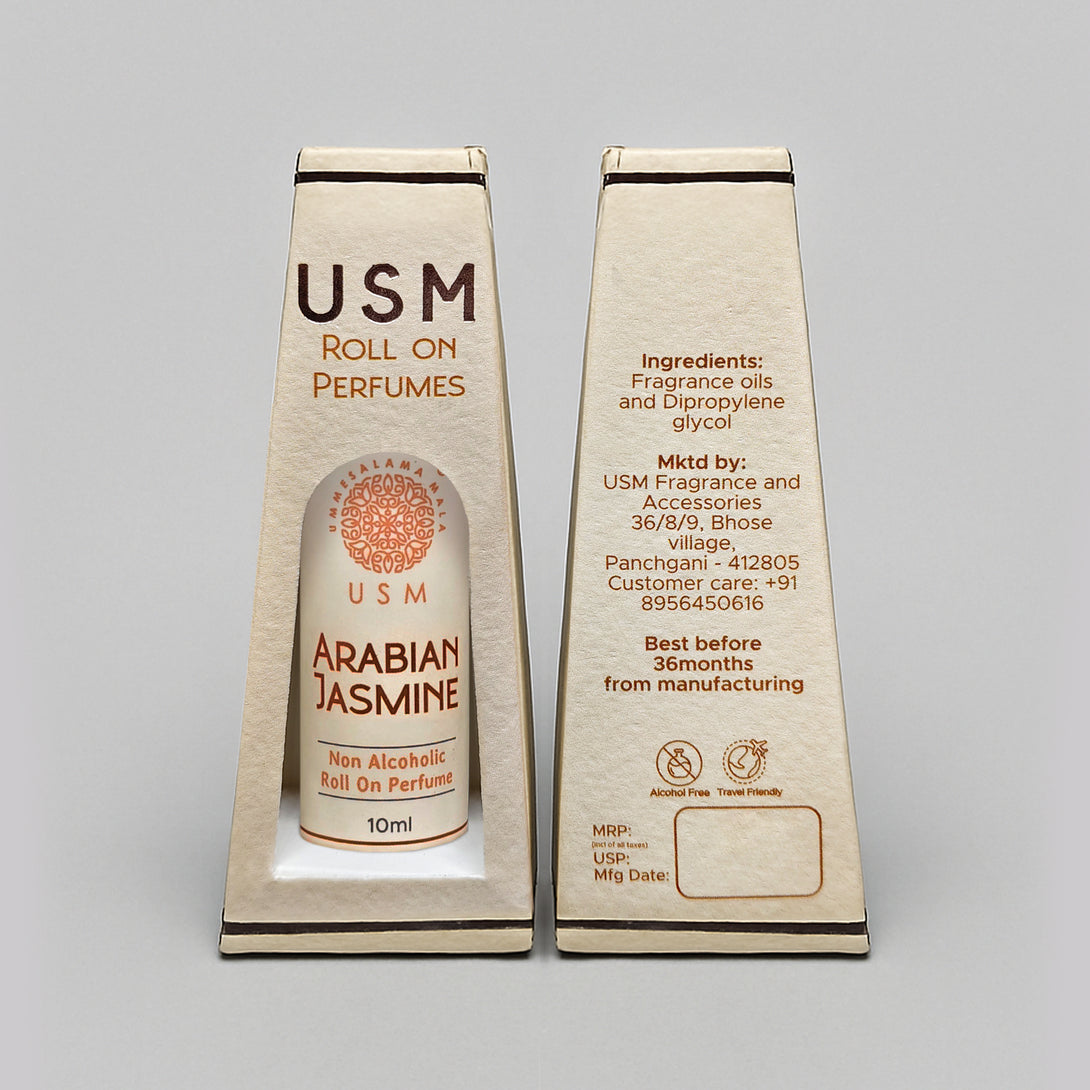 USM
ROLL ON
PERFUMES
UMMESALAMA MALA
USM
ARABIAN
JASMINE
Non Alcoholic
Roll On Perfume
10ml
Ingredients:
Fragrance oils
and Dipropylene
glycol
Mktd by:
USM Fragrance and
Accessories
36/8/9, Bhose
village,
Panchgani - 412805
Customer care: +91
8956450616
Best before
36months
from manufacturing
Alcohol Free Travel Friendly
MRP:
(incl of all taxes)
USP:
Mfg Date: